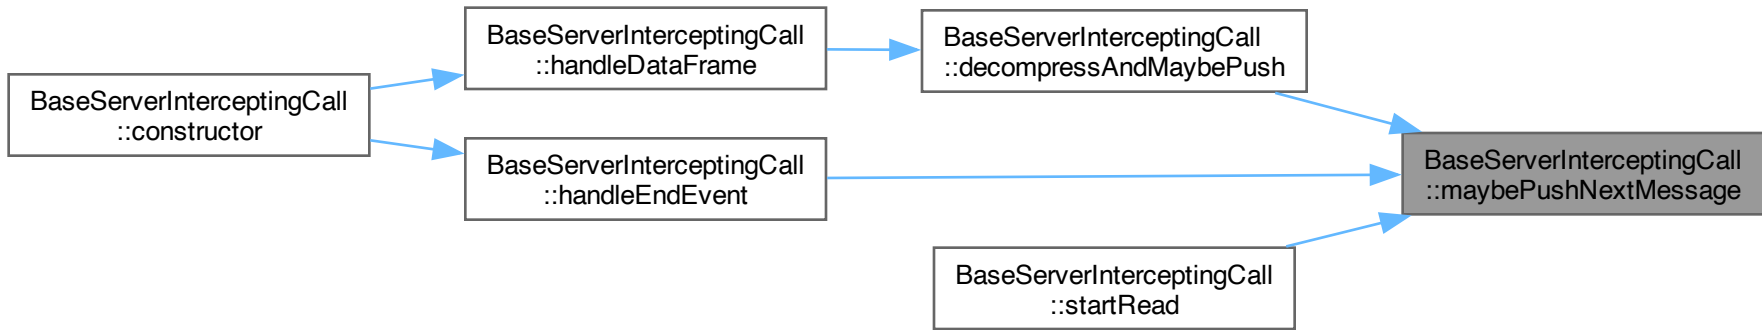 BaseServerInterceptingCall
::constructor
BaseServerInterceptingCall
::handleDataFrame
BaseServerInterceptingCall
::handleEndEvent
BaseServerInterceptingCall
::decompressAndMaybePush
BaseServerInterceptingCall
::startRead
BaseServerInterceptingCall
::maybePushNextMessage